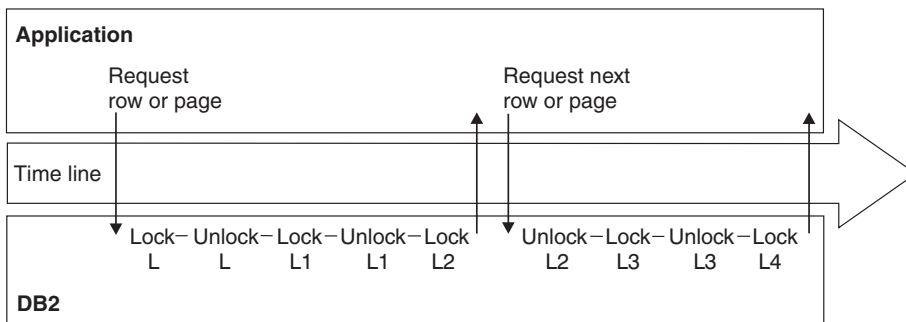 Application
Request
row or page
Request next
row or page
Time line
Lock–Unlock–Lock–Unlock–Lock
L L L1 L1 L2
Unlock–Lock–Unlock–Lock
L2 L3 L3 L4
DB2